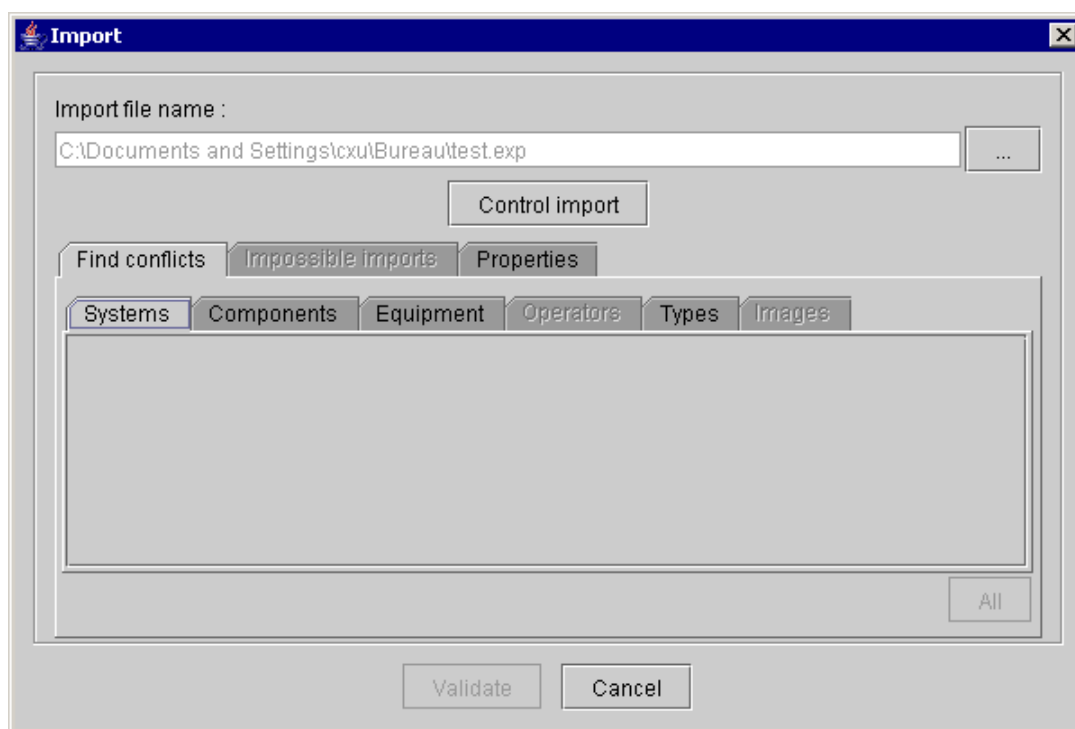 Import
Import file name :
C:\Documents and Settings\cxu\Bureau\test.exp
...
Control import
Find conflicts Impossible imports Properties
Systems Components Equipment Operators Types Images
All
Validate Cancel